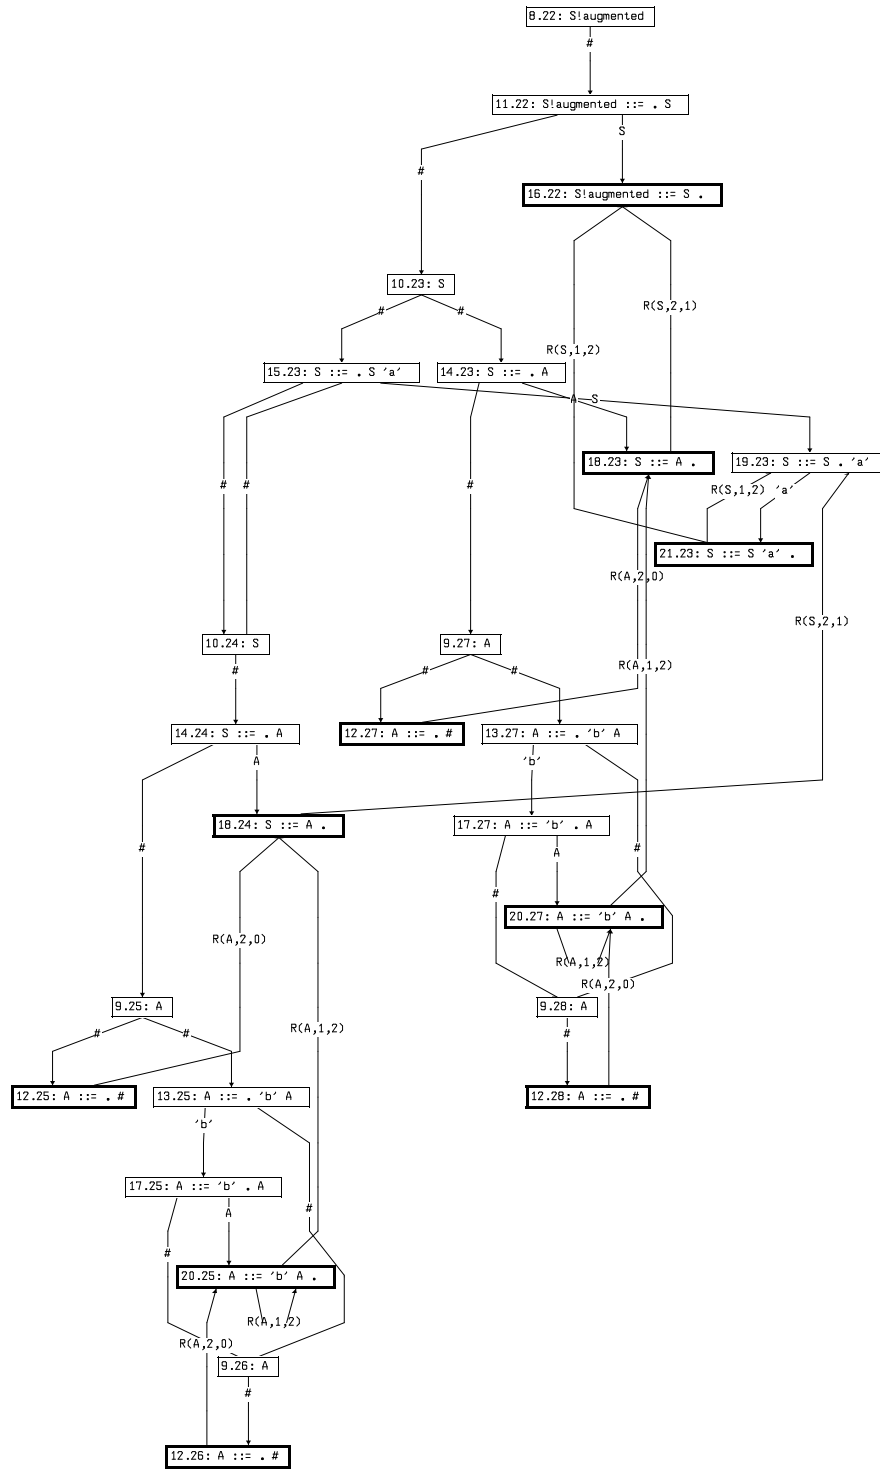 8.22: S!augmented
#
11.22: S!augmented ::= . S
S
#
16.22: S!augmented ::= S .
10.23: S
R(S,2,1)
# #
R(S,1,2)
15.23: S ::= . S 'a'
14.23: S ::= . A
A S
18.23: S ::= A .
19.23: S ::= S . 'a'
# # #
R(S,1,2) 'a'
21.23: S ::= S 'a' .
R(A,2,0)
R(S,2,1)
10.24: S
9.27: A
R(A,1,2)
# # #
14.24: S ::= . A
12.27: A ::= . #
13.27: A ::= . 'b' A
A
'b'
18.24: S ::= A .
17.27: A ::= 'b' . A
# A #
#
20.27: A ::= 'b' A .
R(A,2,0)
R(A,1,2)
R(A,2,0)
9.25: A
9.28: A
R(A,1,2)
# # #
12.25: A ::= . #
13.25: A ::= . 'b' A
12.28: A ::= . #
'b'
17.25: A ::= 'b' . A
A #
#
20.25: A ::= 'b' A .
R(A,1,2)
R(A,2,0)
9.26: A
#
12.26: A ::= . #